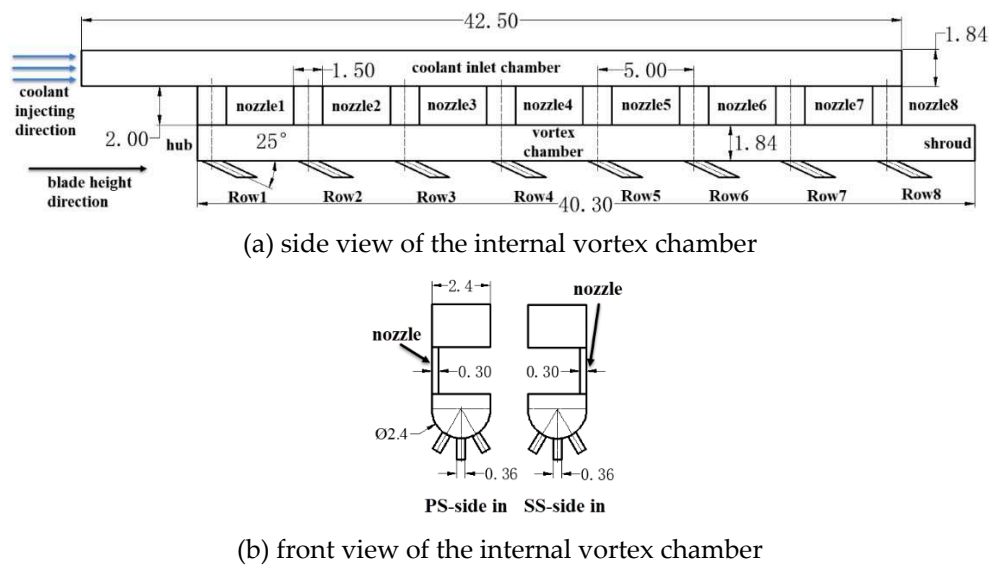 42.50
1.84
1.50
coolant inlet chamber
5.00
coolant
injecting
direction
nozzle1 nozzle2 nozzle3 nozzle4 nozzle5 nozzle6 nozzle7 nozzle8
2.00
hub
25°
vortex
chamber
1.84
shroud
blade height
direction
Row1 Row2 Row3 Row4 Row5 Row6 Row7 Row8
40.30
(a) side view of the internal vortex chamber
2.4
nozzle
nozzle
0.30
0.30
Ø2.4
0.36
0.36
PS-side in SS-side in
(b) front view of the internal vortex chamber